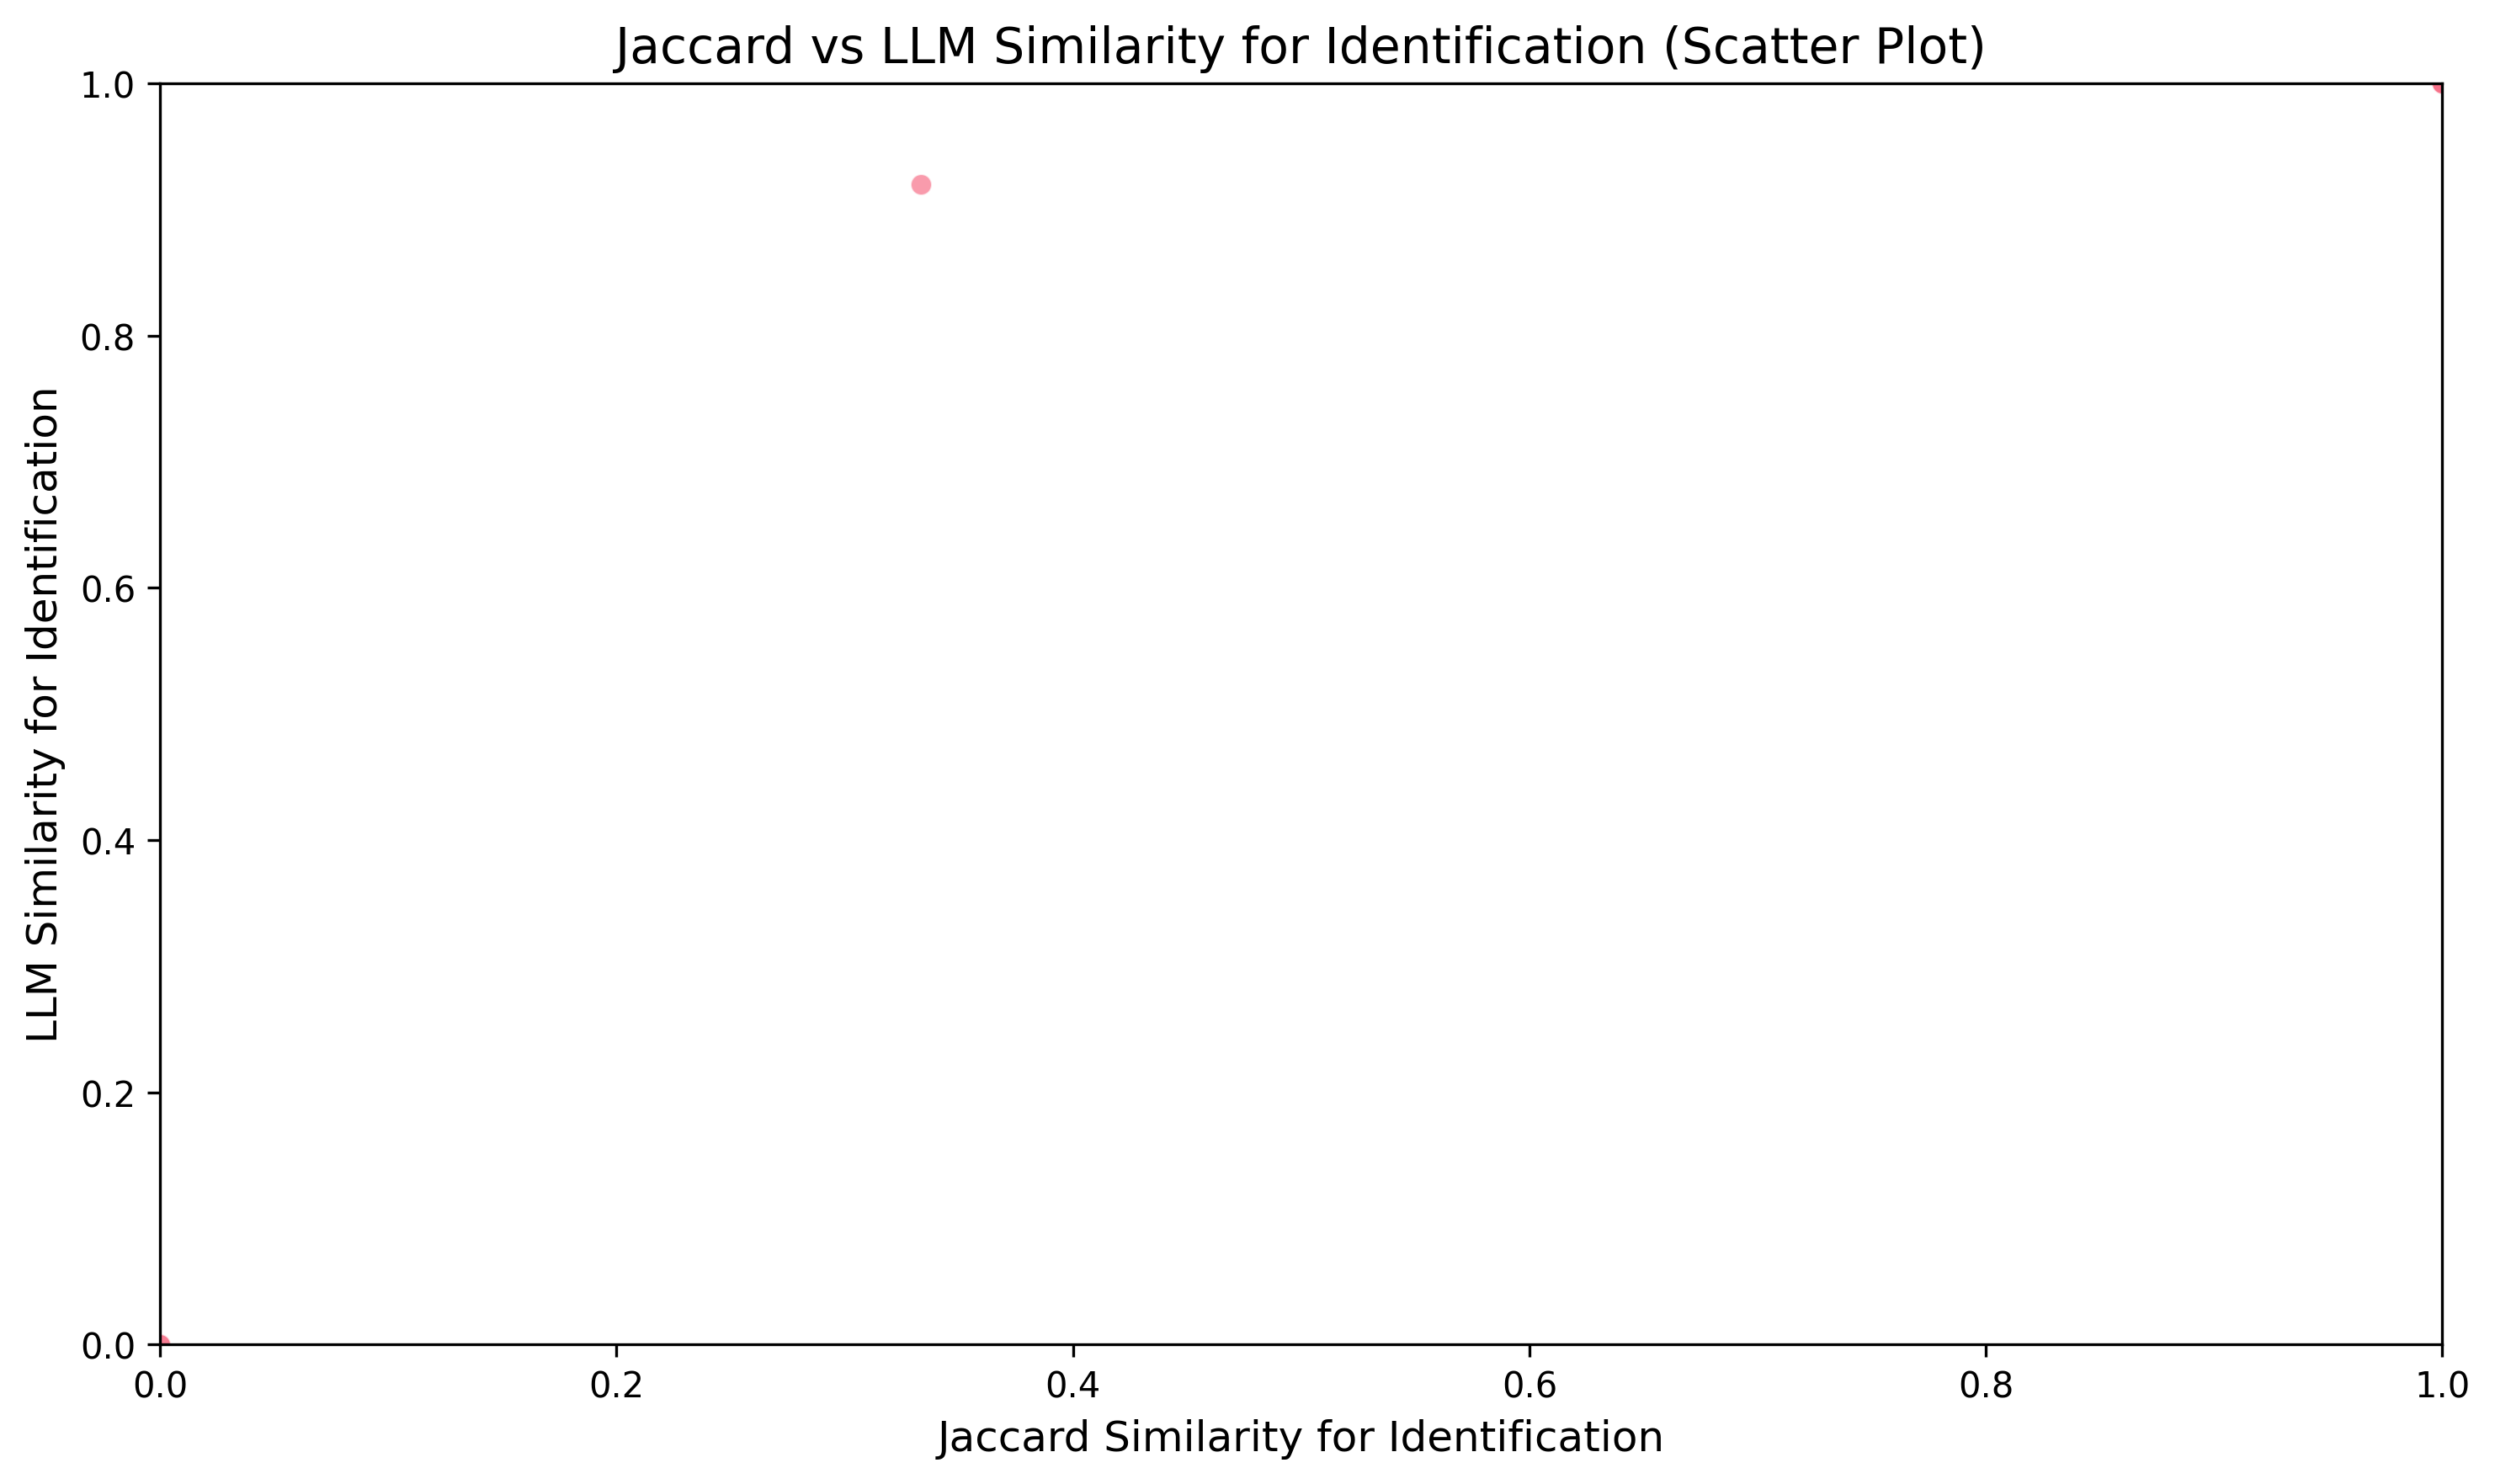 Jaccard vs LLM Similarity for Identification (Scatter Plot)
1.0
0.8
0.6
0.4
0.2
0.0
LLM Similarity for Identification
0.0 0.2 0.4 0.6 0.8 1.0
Jaccard Similarity for Identification